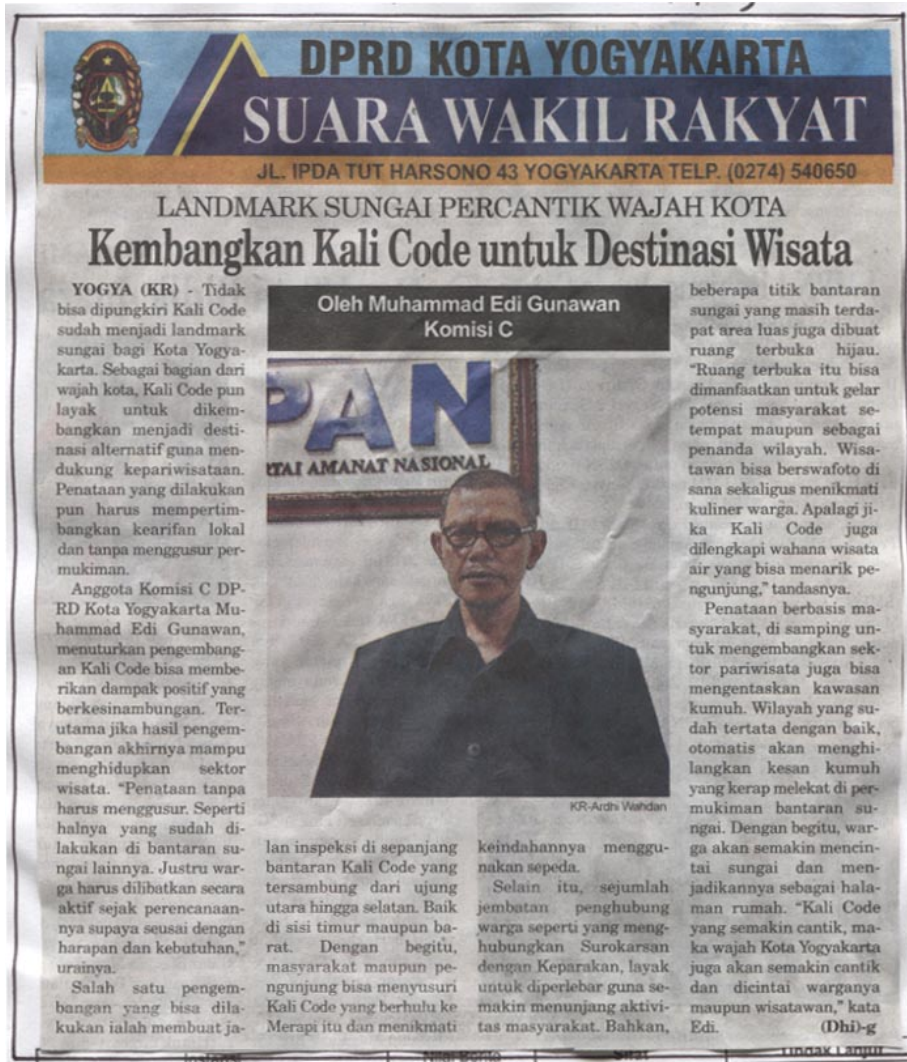 DPRD KOTA YOGYAKARTA
SUARA WAKIL RAKYAT
JL. IPDA TUT HARSONO 43 YOGYAKARTA TELP. (0274) 540650
LANDMARK SUNGAI PERCANTIK WAJAH KOTA
Kembangkan Kali Code untuk Destinasi Wisata
YOGYA (KR) - Tidak
bisa dipungkiri Kali Code
sudah menjadi landmark
sungai bagi Kota Yogya-
karta. Sebagai bagian dari
wajah kota, Kali Code pun
layak untuk dikem-
bangkan menjadi desti-
nasi alternatif guna men-
dukung kepariwisataan.
Penataan yang dilakukan
pun harus mempertim-
bangkan kearifan lokal
dan tanpa menggusur per-
mukiman.
Anggota Komisi C DP-
RD Kota Yogyakarta Mu-
hammad Edi Gunawan,
menuturkan pengembang-
an Kali Code bisa membe-
rikan dampak positif yang
berkesinambungan. Ter-
utama jika hasil pengem-
bangan akhirnya mampu
menghidupkan sektor
wisata. “Penataan tanpa
harus menggusur. Seperti
halnya yang sudah di-
lakukan di bantaran su-
ngai lainnya. Justru war-
ga harus dilibatkan secara
aktif sejak perencanaan-
nya supaya seusai dengan
harapan dan kebutuhan,”
urainya.
Salah satu pengem-
bangan yang bisa dila-
kukan ialah membuat ja-
Oleh Muhammad Edi Gunawan
Komisi C
PAN
RTAI AMANAT NASIONAL
KR-Ardhi Wahdan
lan inspeksi di sepanjang
bantaran Kali Code yang
tersambung dari ujung
utara hingga selatan. Baik
di sisi timur maupun ba-
rat. Dengan begitu,
masyarakat maupun pe-
ngunjung bisa menyusuri
Kali Code yang berhulu ke
Merapi itu dan menikmati
keindahannya menggu-
nakan sepeda.
Selain itu, sejumlah
jembatan penghubung
warga seperti yang meng-
hubungkan Surokarsan
dengan Keparakan, layak
untuk diperlebar guna se-
makin menunjang aktivi-
tas masyarakat. Bahkan,
beberapa titik bantaran
sungai yang masih terda-
pat area luas juga dibuat
ruang terbuka hijau.
“Ruang terbuka itu bisa
dimanfaatkan untuk gelar
potensi masyarakat se-
tempat maupun sebagai
penanda wilayah. Wisa-
tawan bisa berswafoto di
sana sekaligus menikmati
kuliner warga. Apalagi ji-
ka Kali Code juga
dilengkapi wahana wisata
air yang bisa menarik pe-
ngunjung,” tandasnya.
Penataan berbasis ma-
syarakat, di samping un-
tuk mengembangkan sek-
tor pariwisata juga bisa
mengentaskan kawasan
kumuh. Wilayah yang su-
dah tertata dengan baik,
otomatis akan menghi-
langkan kesan kumuh
yang kerap melekat di per-
mukiman bantaran su-
ngai. Dengan begitu, war-
ga akan semakin mencin-
tai sungai dan men-
jadikannya sebagai hala-
man rumah. “Kali Code
yang semakin cantik, ma-
ka wajah Kota Yogyakarta
juga akan semakin cantik
dan dicintai warganya
maupun wisatawan,” kata
Edi. (Dhi)-g